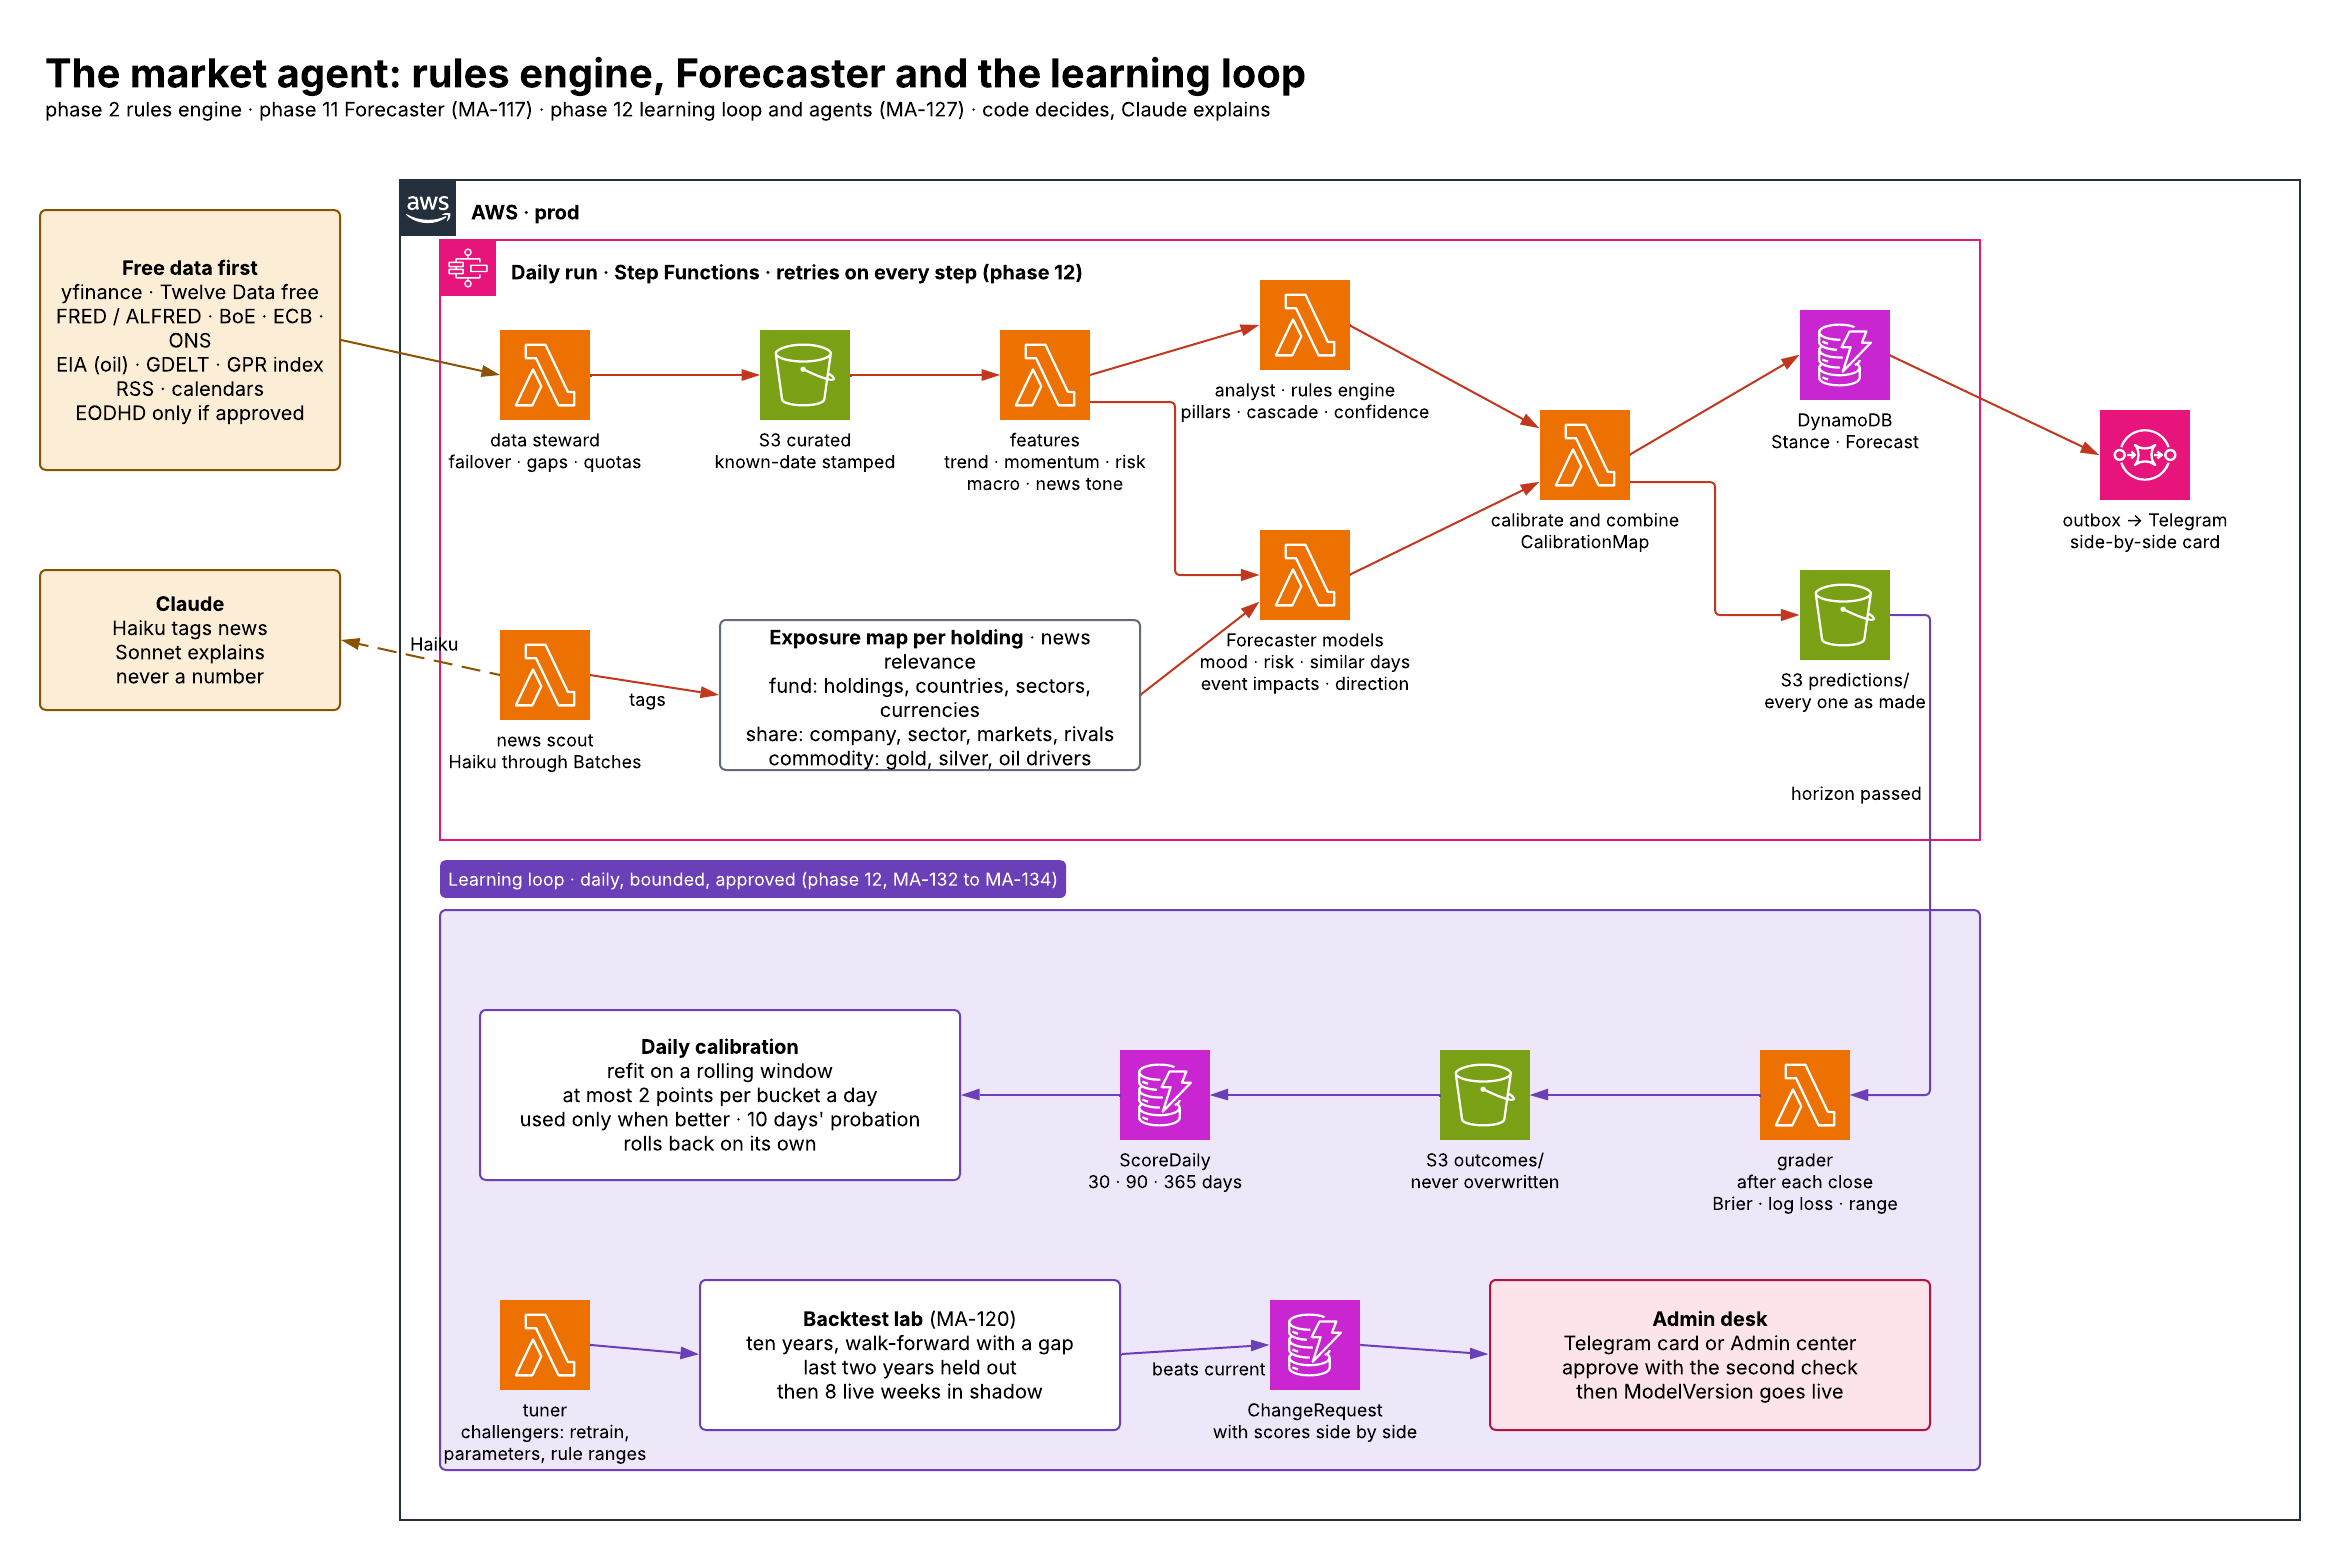 The market agent: rules engine, Forecaster and the learning loop
phase 2 rules engine · phase 11 Forecaster (MA-117) · phase 12 learning loop and agents (MA-127) · code decides, Claude explains
aws
AWS · prod
Free data first
yfinance · Twelve Data free
FRED / ALFRED · BoE · ECB ·
ONS
EIA (oil) · GDELT · GPR index
RSS · calendars
EODHD only if approved
Daily run · Step Functions · retries on every step (phase 12)
data steward
failover · gaps · quotas
S3 curated
known-date stamped
features
trend · momentum · risk
macro · news tone
analyst · rules engine
pillars · cascade · confidence
calibrate and combine
CalibrationMap
DynamoDB
Stance · Forecast
outbox → Telegram
side-by-side card
Claude
Haiku tags news
Sonnet explains
never a number
Haiku
news scout
Haiku through Batches
tags
Exposure map per holding · news
relevance
fund: holdings, countries, sectors,
currencies
share: company, sector, markets, rivals
commodity: gold, silver, oil drivers
Forecaster models
mood · risk · similar days
event impacts · direction
S3 predictions/
every one as made
horizon passed
Learning loop · daily, bounded, approved (phase 12, MA-132 to MA-134)
Daily calibration
refit on a rolling window
at most 2 points per bucket a day
used only when better · 10 days' probation
rolls back on its own
ScoreDaily
30 · 90 · 365 days
S3 outcomes/
never overwritten
grader
after each close
Brier · log loss · range
tuner
challengers: retrain,
parameters, rule ranges
Backtest lab (MA-120)
ten years, walk-forward with a gap
last two years held out
then 8 live weeks in shadow
beats current
ChangeRequest
with scores side by side
Admin desk
Telegram card or Admin center
approve with the second check
then ModelVersion goes live